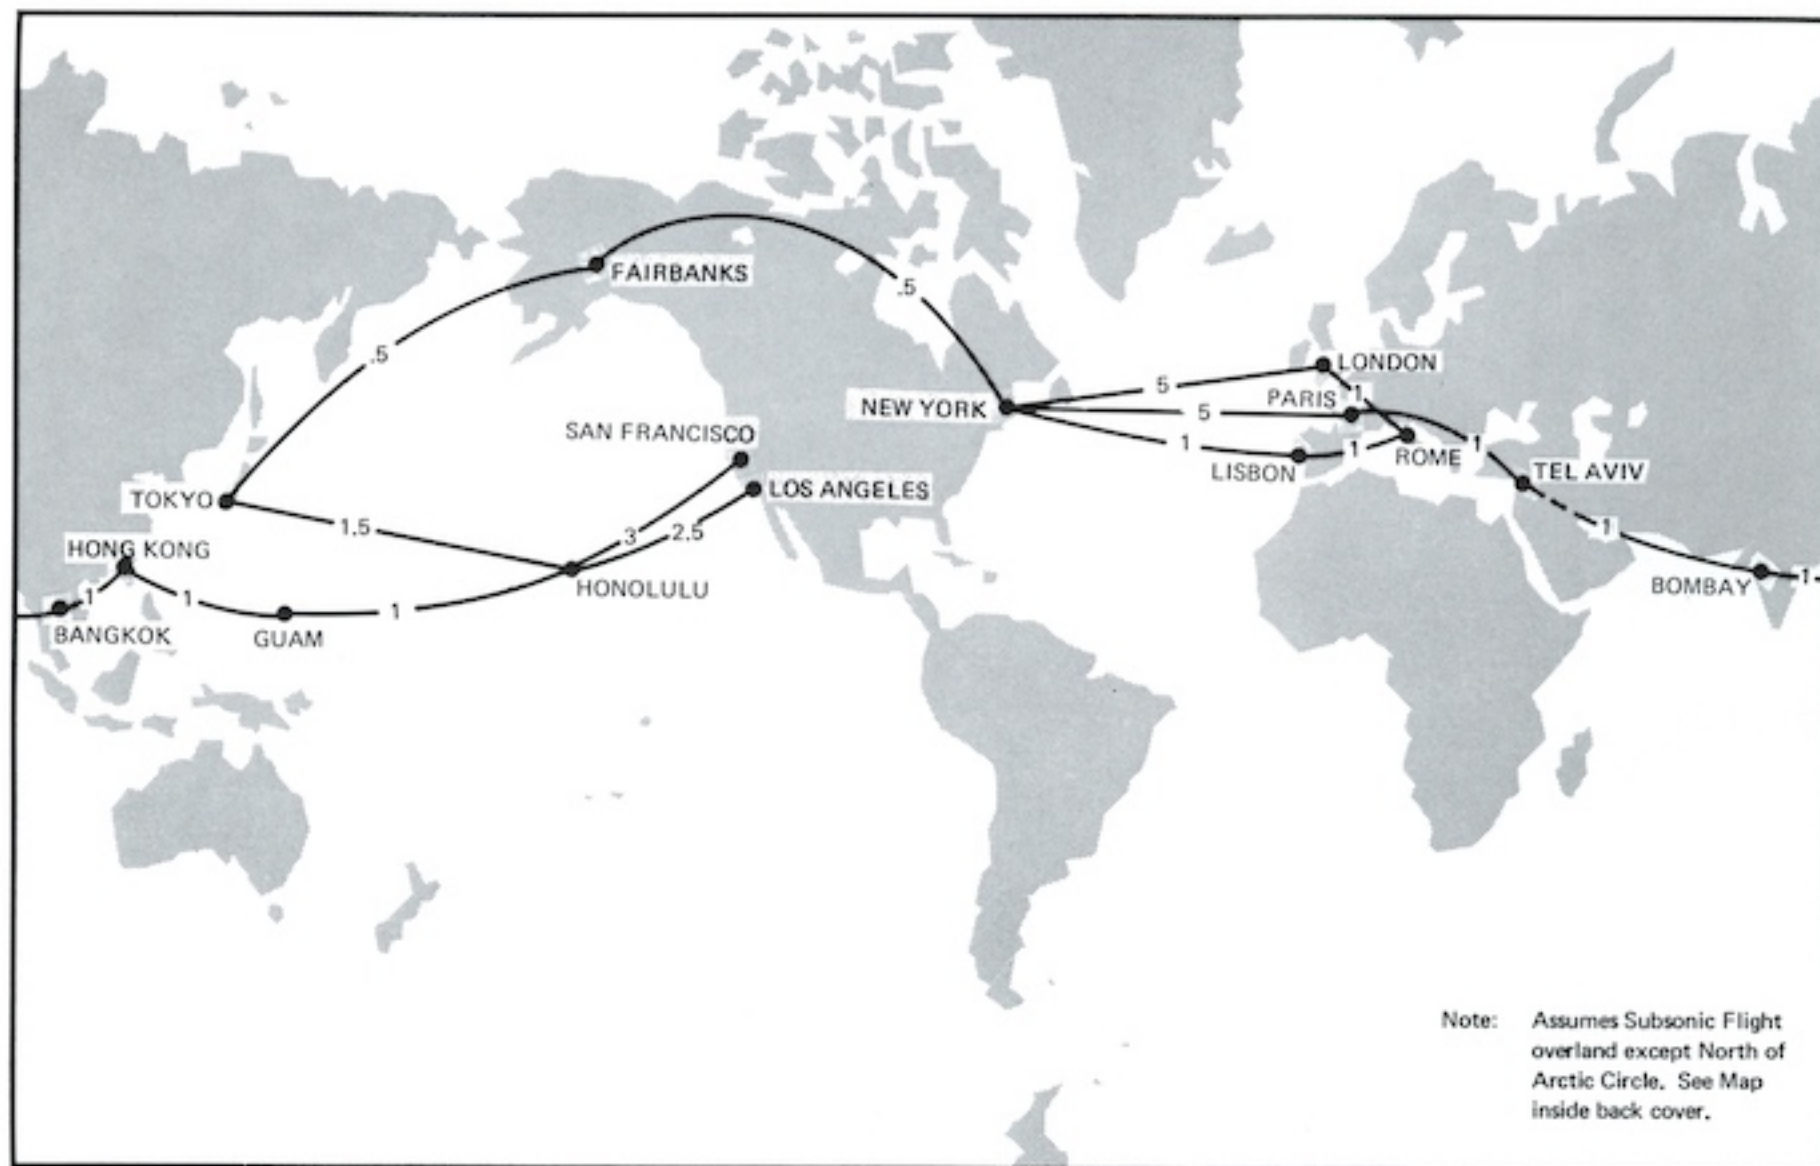 FAIRBANKS
.5
.5
LONDON
5
1
PARIS
NEW YORK
5
SAN FRANCISCO
1
1
1
ROME
LISBON
TEL AVIV
LOS ANGELES
TOKYO
1.5
3
2.5
1
HONG KONG
BOMBAY
1
HONOLULU
1
1
1
BANGKOK
GUAM
Note: Assumes Subsonic Flight
overland except North of
Arctic Circle. See Map
inside back cover.